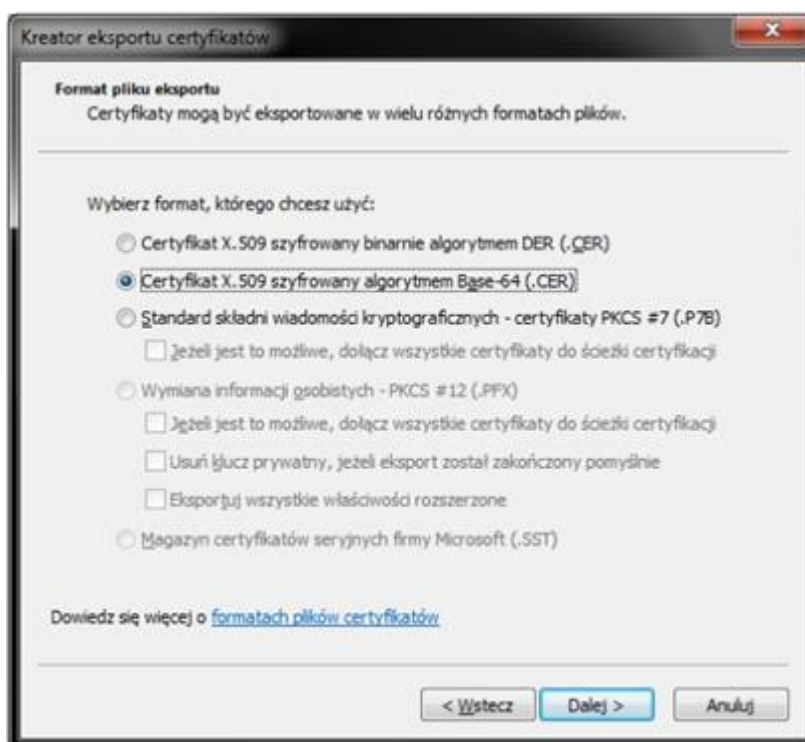 Kreator eksportu certyfikatów
Format pliku eksportu
Certyfikaty mogą być eksportowane w wielu różnych formatach plików.
Wybierz format, którego chcesz użyć:
Certyfikat X.509 szyfrowany binarnie algorytmem DER (.CER)
Certyfikat X.509 szyfrowany algorytmem Base-64 (.CER)
Standard składni wiadomości kryptograficznych - certyfikaty PKCS #7 (.P7B)
Jeżeli jest to możliwe, dołącz wszystkie certyfikaty do ścieżki certyfikacji
Wymiana informacji osobistych - PKCS #12 (.PFX)
Jeżeli jest to możliwe, dołącz wszystkie certyfikaty do ścieżki certyfikacji
Usuń klucz prywatny, jeżeli eksport został zakończony pomyślnie
Eksportuj wszystkie właściwości rozszerzone
Magazyn certyfikatów seryjnych firmy Microsoft (.SST)
Dowiedz się więcej o formatach plików certyfikatów
< Wstecz Dalej > Anuluj